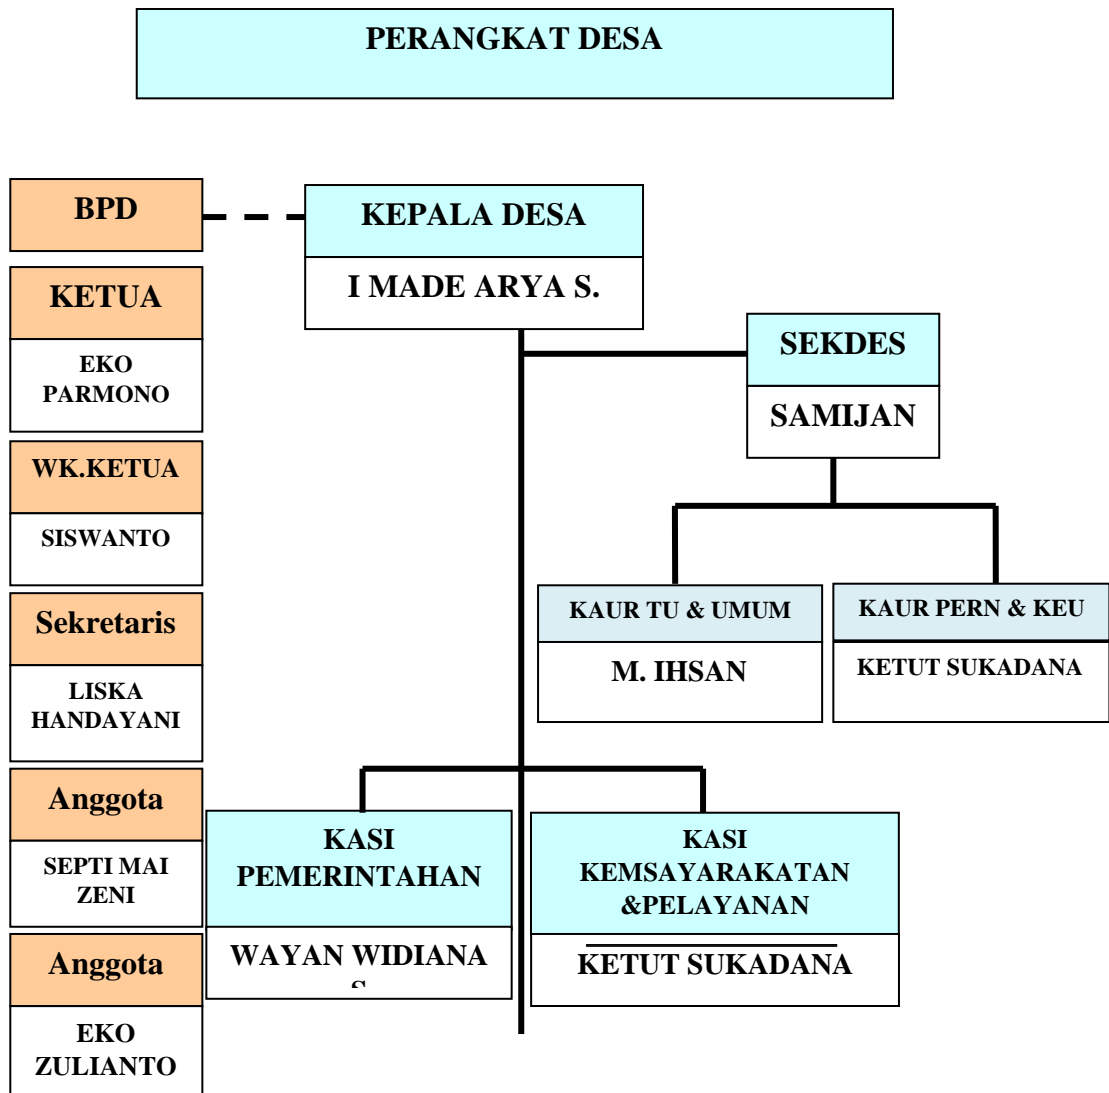 PERANGKAT DESA
BPD
KEPALA DESA
I MADE ARYA S.
KETUA
EKO
PARMONO
SEKDES
SAMIJAN
WK.KETUA
SISWANTO
KAUR TU & UMUM
M. IHSAN
KAUR PERN & KEU
KETUT SUKADANA
Sekretaris
LISKA
HANDAYANI
Anggota
SEPTI MAI
ZENI
KASI
PEMERINTAHAN
WAYAN WIDIANA
KASI
KEMSAYARAKATAN
&PELAYANAN
KETUT SUKADANA
Anggota
EKO
ZULIANTO